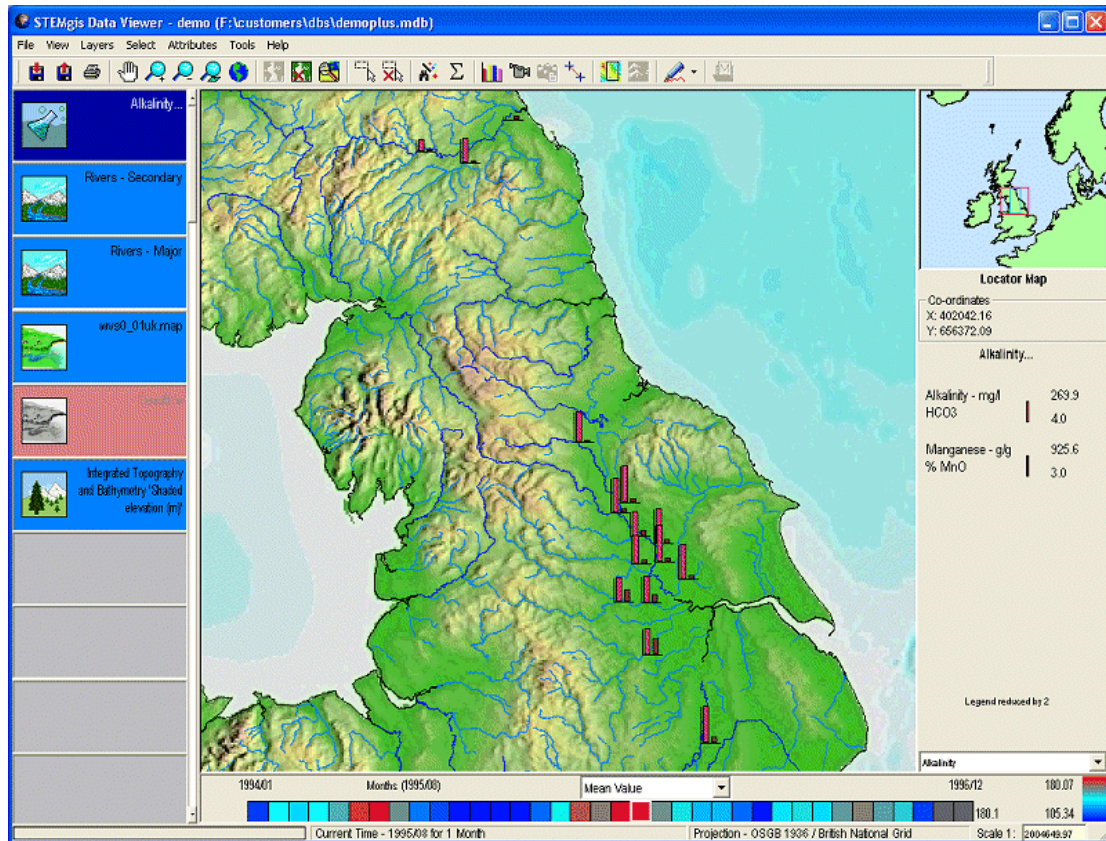 STEMgis Data Viewer - demo (F:\customers\dbs\demoplus.mdb)
File View Layers Select Attributes Tools Help
Alkalinity...
Rivers - Secondary
Rivers - Major
wvs0_01uk.map
Integrated Topography
and Bathymetry 'Shaded
elevation (m)'
Locator Map
Co-ordinates
X: 402042.16
Y: 656372.09
Alkalinity...
Alkalinity - mg/l 269.9
HCO3 4.0
Manganese - g/g 925.6
% MnO 3.0
Legend reduced by 2
Alkalinity
1994/01 Months (1995/08) Mean Value 1996/12 180.07
180.1 105.34
Current Time - 1995/08 for 1 Month Projection - OSGB 1936 / British National Grid Scale 1: 2004649.97